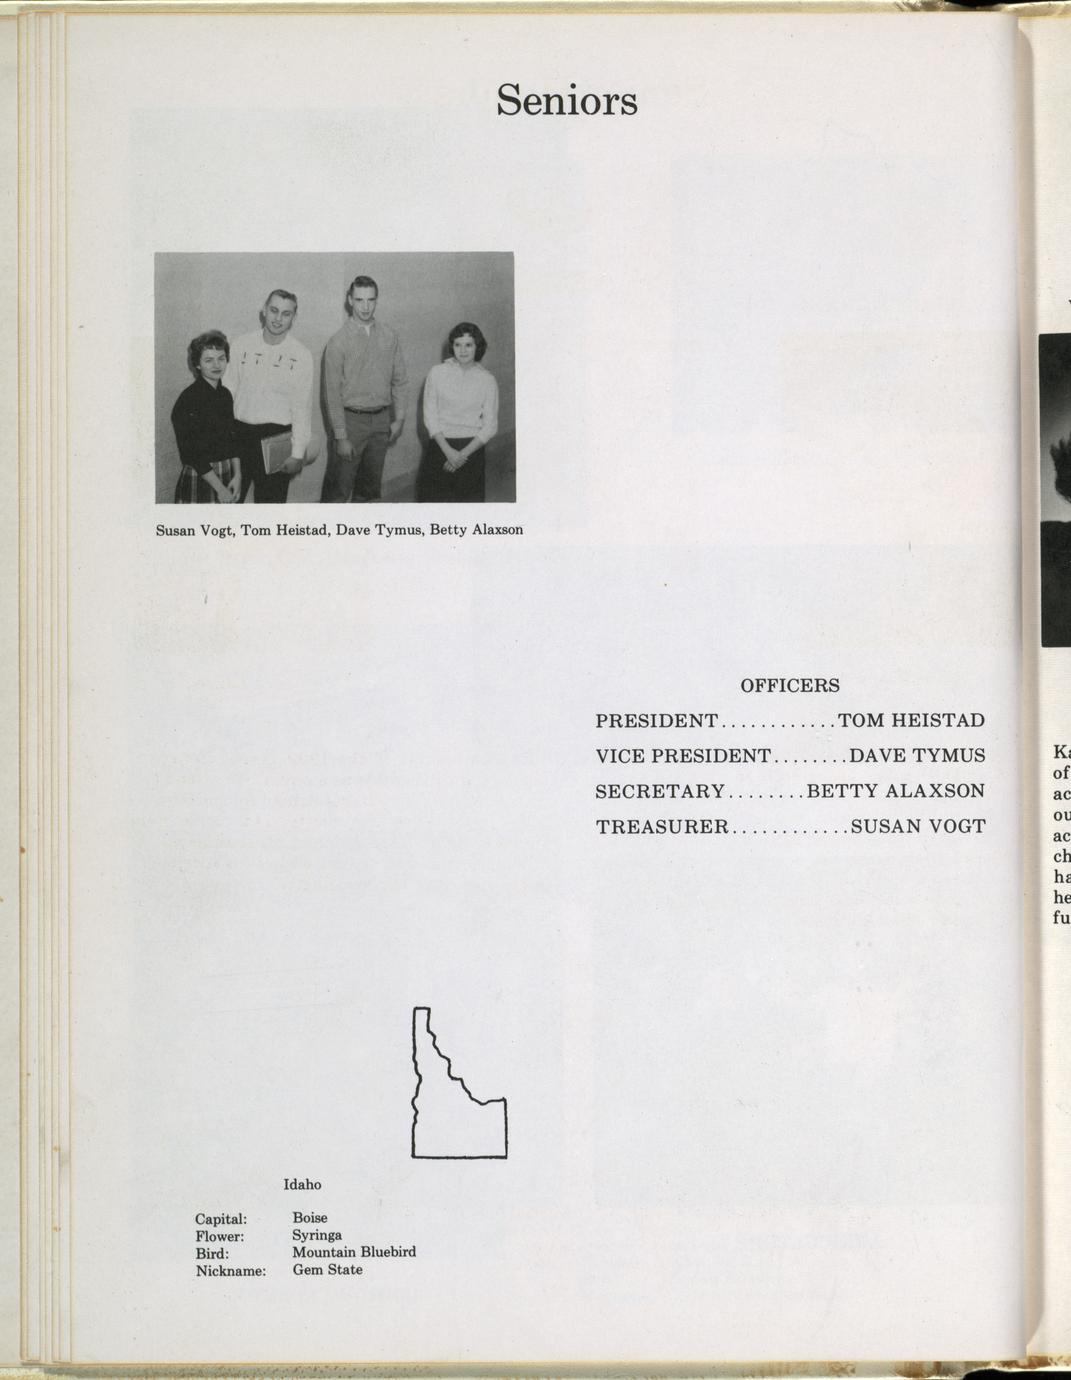 Seniors
Susan Vogt, Tom Heistad, Dave Tymus, Betty Alaxson
OFFICERS
PRESIDENT............TOM HEISTAD
VICE PRESIDENT........DAVE TYMUS
SECRETARY........BETTY ALAXSON
TREASURER............SUSAN VOGT
Idaho
Capital: Boise
Flower: Syringa
Bird: Mountain Bluebird
Nickname: Gem State
of